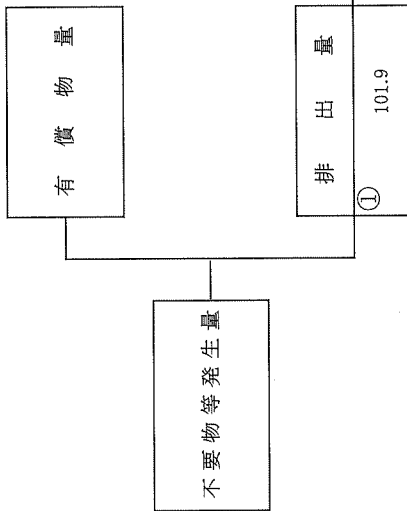 不要物等発生量
有償物量
排出量
①
101.9